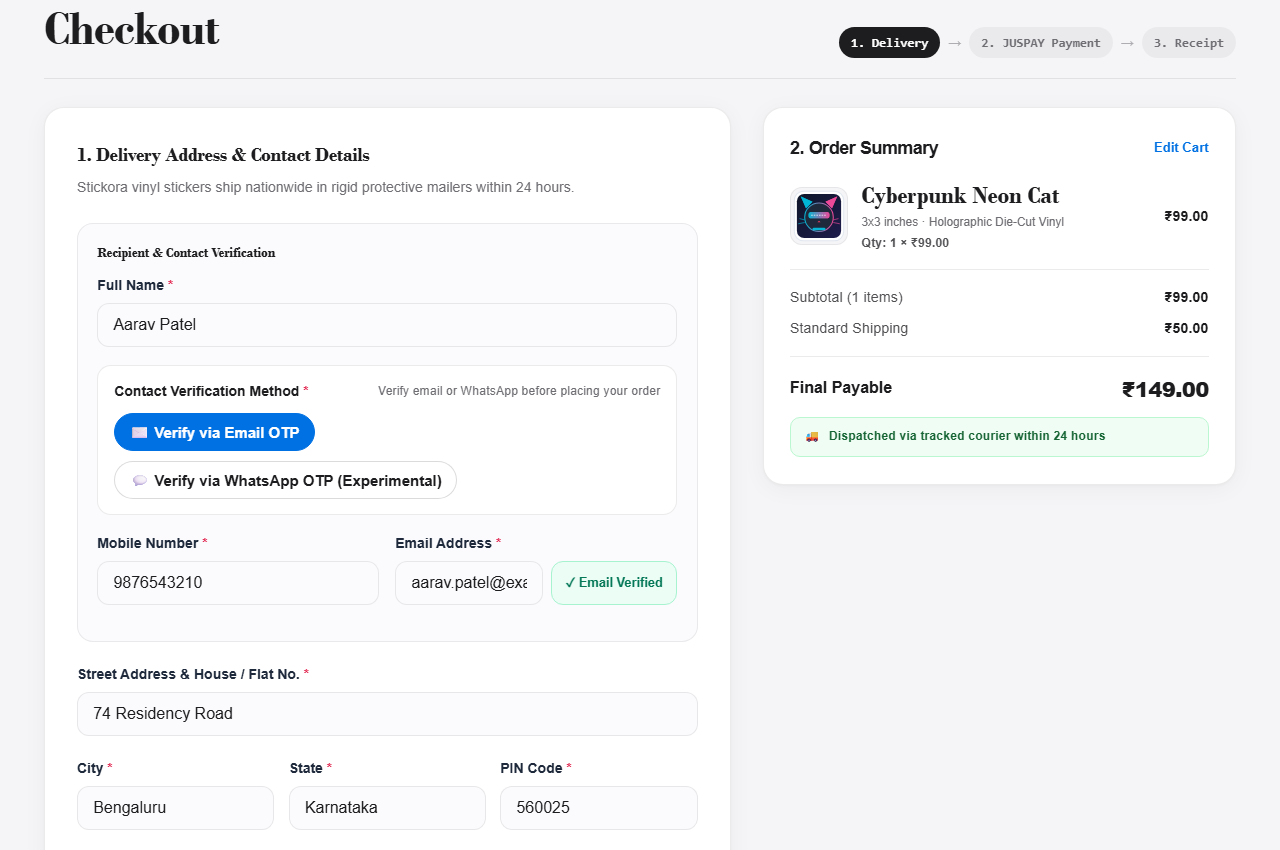 Checkout
1. Delivery → 2. JUSPAY Payment → 3. Receipt
1. Delivery Address & Contact Details
Stickora vinyl stickers ship nationwide in rigid protective mailers within 24 hours.
Recipient & Contact Verification
Full Name *
Aarav Patel
Contact Verification Method *
Verify email or WhatsApp before placing your order
Verify via Email OTP
Verify via WhatsApp OTP (Experimental)
Mobile Number *
9876543210
Email Address *
aarav.patel@exa
✓ Email Verified
Street Address & House / Flat No. *
74 Residency Road
City *
Bengaluru
State *
Karnataka
PIN Code *
560025
2. Order Summary
Edit Cart
Cyberpunk Neon Cat
3x3 inches · Holographic Die-Cut Vinyl
Qty: 1 × ₹99.00
₹99.00
Subtotal (1 items) ₹99.00
Standard Shipping ₹50.00
Final Payable ₹149.00
Dispatched via tracked courier within 24 hours